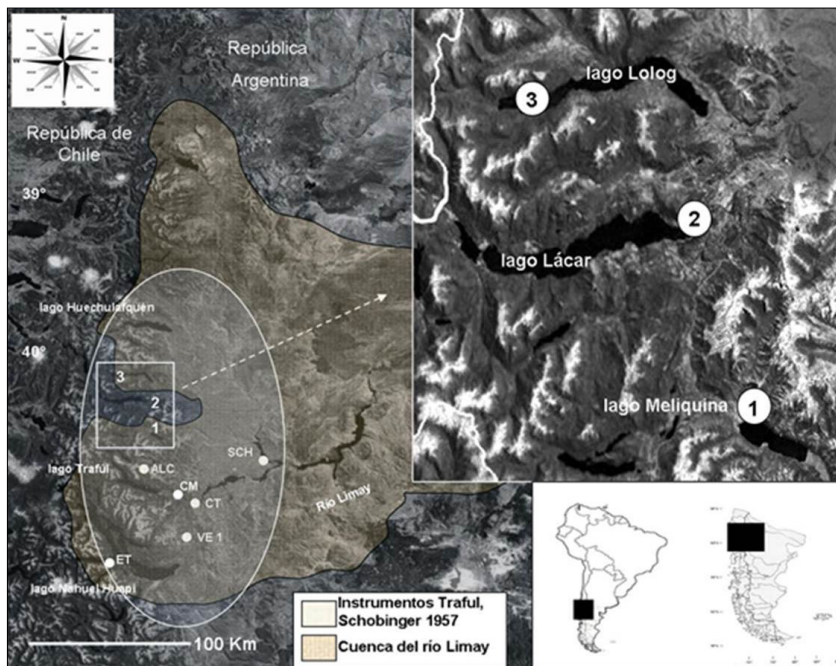 N
W
E
S
República
Argentina
República de
Chile
39°
lago Huechulafquen
40°
3
2
1
lago Traful
ALC
SCH
CM
CT
VE 1
Río Limay
ET
lago Nahuel Huapi
100 Km
lago Lolog
3
2
lago Lácar
lago Meliquina
1
Instrumentos Traful,
Schobinger 1957
Cuenca del río Limay